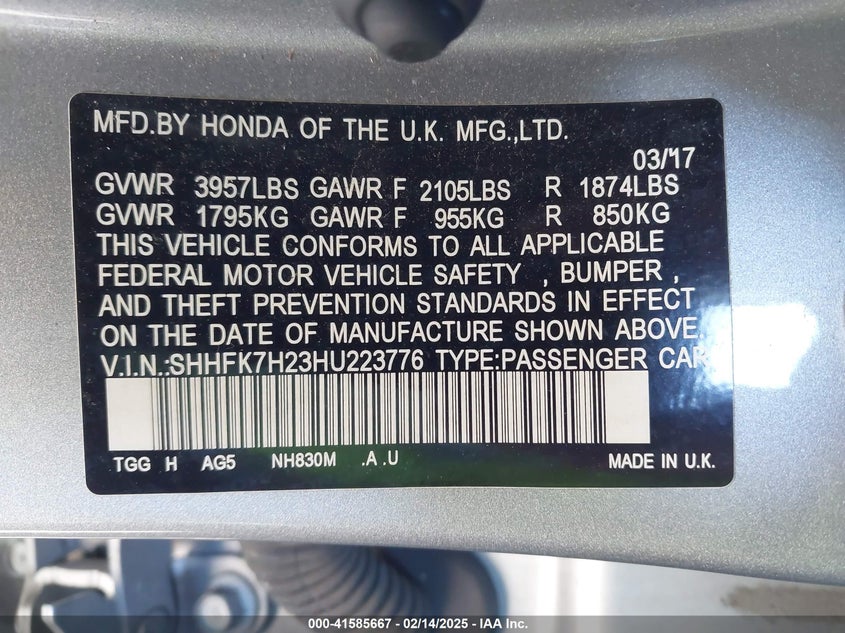 MFD.BY HONDA OF THE U.K. MFG.,LTD.
03/17
GVWR 3957LBS GAWR F 2105LBS R 1874LBS
GVWR 1795KG GAWR F 955KG R 850KG
THIS VEHICLE CONFORMS TO ALL APPLICABLE
FEDERAL MOTOR VEHICLE SAFETY , BUMPER ,
AND THEFT PREVENTION STANDARDS IN EFFECT
ON THE DATE OF MANUFACTURE SHOWN ABOVE.
V.I.N.:SHHFK7H23HU223776 TYPE:PASSENGER CAR
TGG H AG5 NH830M .A .U MADE IN U.K.
000-41585667 - 02/14/2025 - IAA Inc.